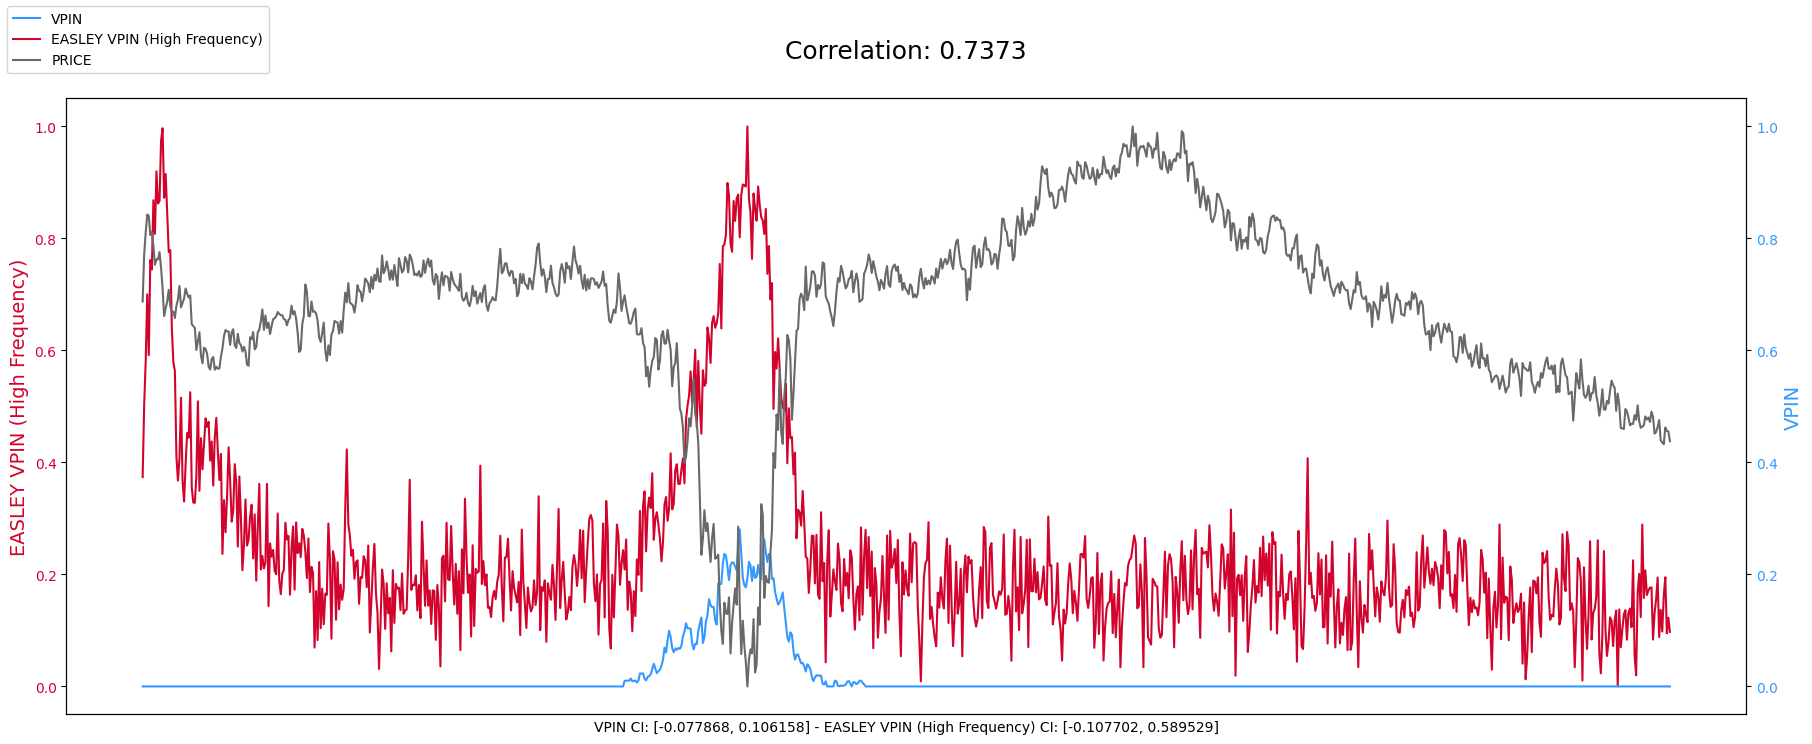 VPIN
EASLEY VPIN (High Frequency)
PRICE
Correlation: 0.7373
EASLEY VPIN (High Frequency)
1.0
0.8
0.6
0.4
0.2
0.0
1.0
0.8
0.6
0.4
0.2
0.0
VPIN
VPIN CI: [-0.077868, 0.106158] - EASLEY VPIN (High Frequency) CI: [-0.107702, 0.589529]